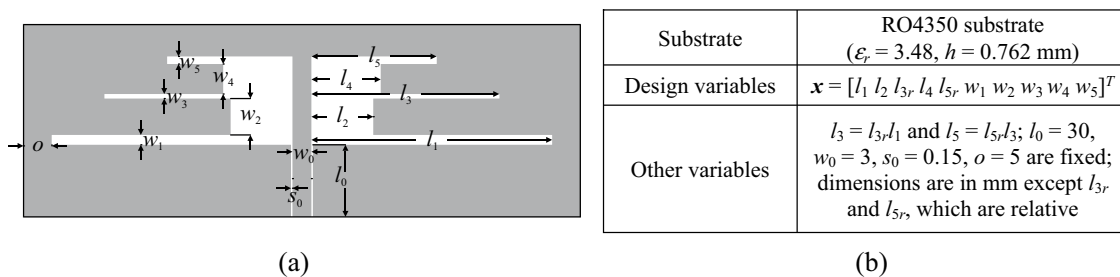 l₅
w₅
l₄
w₄
l₃
w₃
w₂
l₂
o
w₁
l₁
w₀
l₀
s₀
(a)
Substrate
RO4350 substrate
(εᵣ = 3.48, h = 0.762 mm)
Design variables
x = [l₁ l₂ l₃ᵣ l₄ l₅ᵣ w₁ w₂ w₃ w₄ w₅]ᵀ
Other variables
l₃ = l₃ᵣl₁ and l₅ = l₅ᵣl₃; l₀ = 30,
w₀ = 3, s₀ = 0.15, o = 5 are fixed;
dimensions are in mm except l₃ᵣ
and l₅ᵣ, which are relative
(b)